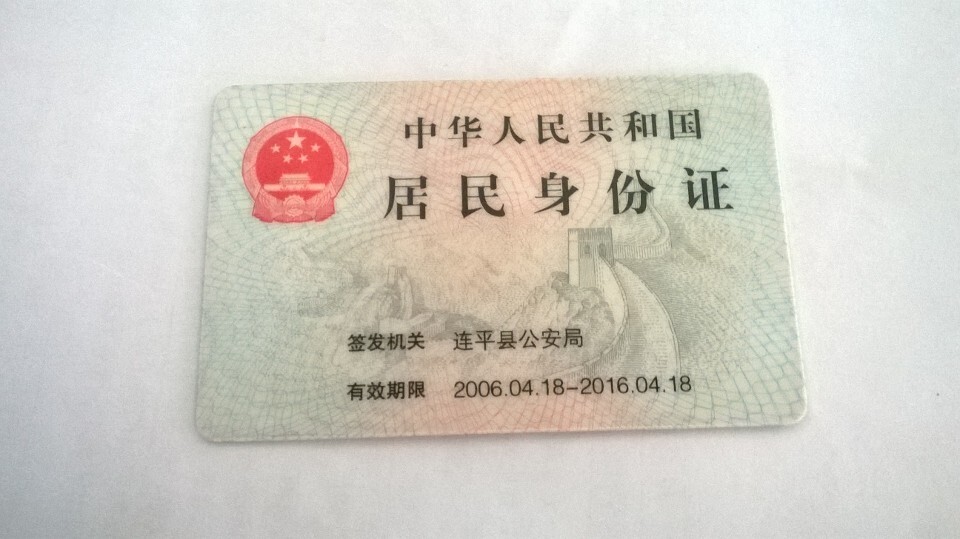 中华人民共和国
居民身份证
签发机关 连平县公安局
有效期限 2006.04.18-2016.04.18